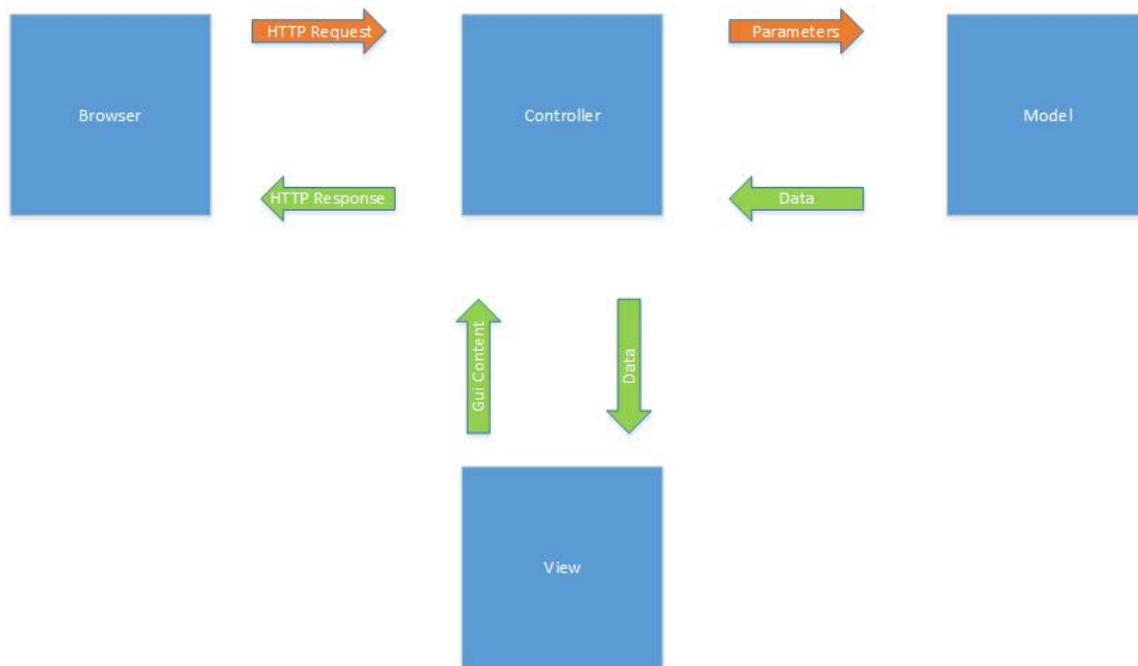 HTTP Request
Parameters
Browser
Controller
Model
HTTP Response
Data
Gui Content
Data
View